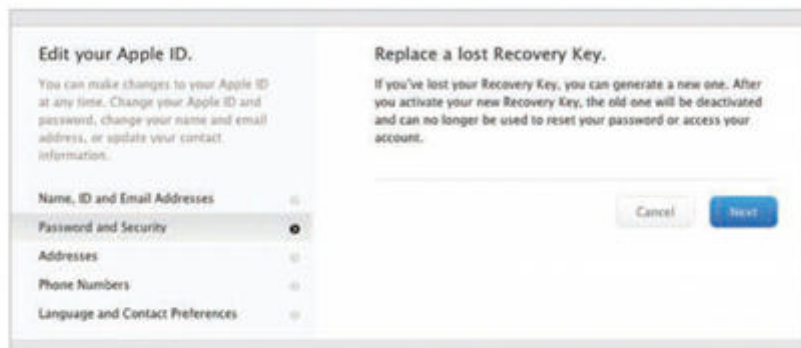 Edit your Apple ID.
You can make changes to your Apple ID
at any time. Change your Apple ID and
password, change your name and email
address, or update your contact
information.
Name, ID and Email Addresses
Password and Security
Addresses
Phone Numbers
Language and Contact Preferences
Replace a lost Recovery Key.
If you've lost your Recovery Key, you can generate a new one. After
you activate your new Recovery Key, the old one will be deactivated
and can no longer be used to reset your password or access your
account.
Cancel
Next